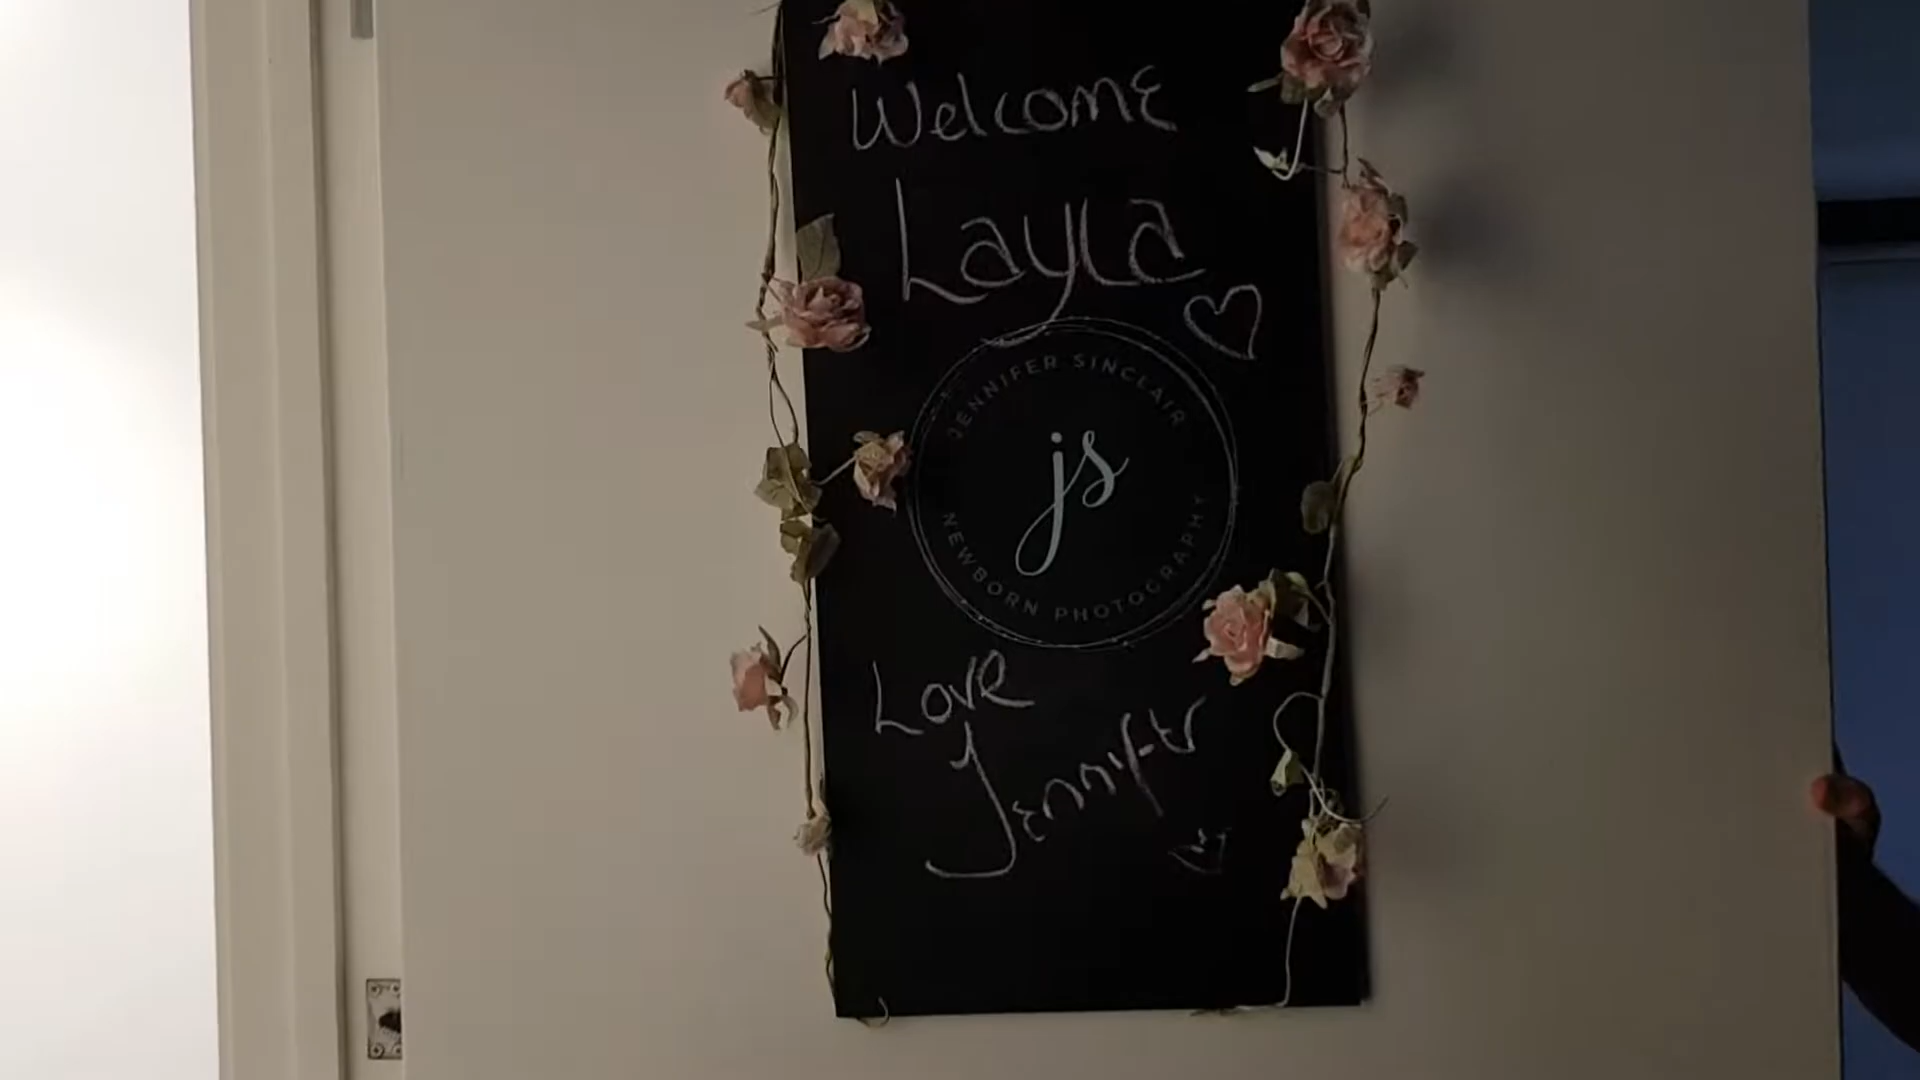 Welcome
Layla
JENNIFER SINCLAIR
js
NEWBORN PHOTOGRAPHY
Love
Jennifer